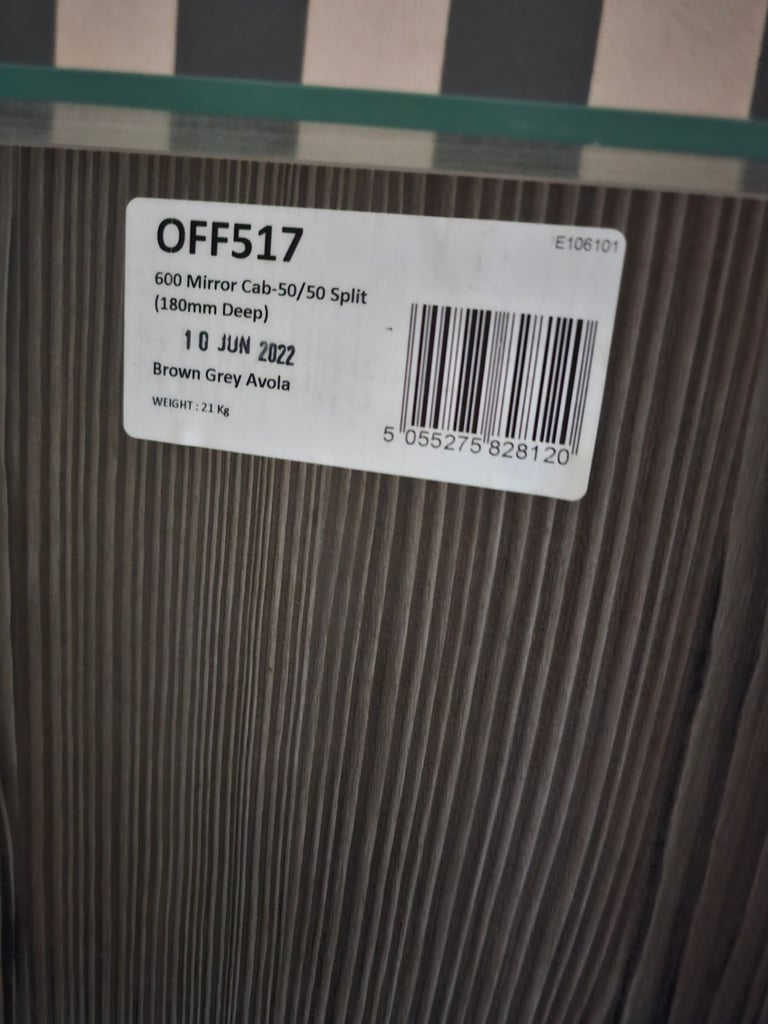 OFF517
E106101
600 Mirror Cab-50/50 Split
(180mm Deep)
10 JUN 2022
Brown Grey Avola
WEIGHT : 21 Kg
5 055275 828120